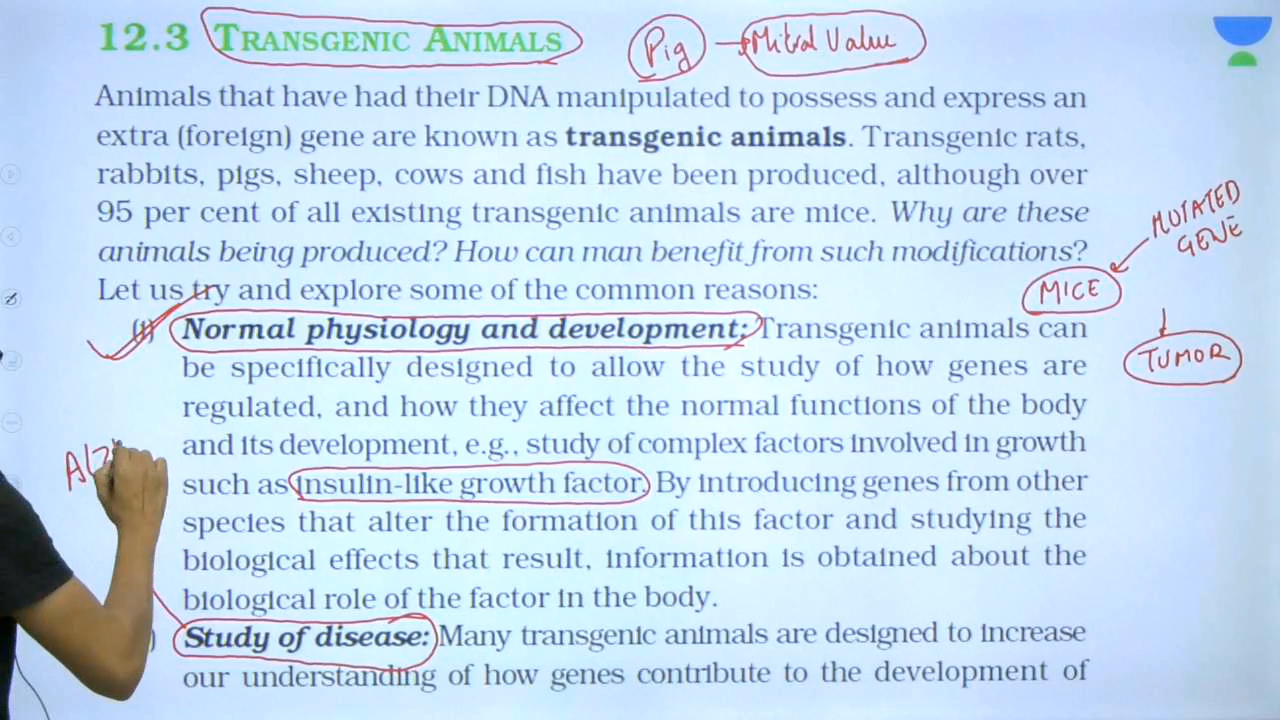 12.3 TRANSGENIC ANIMALS
Pig → Mitral Value
Animals that have had their DNA manipulated to possess and express an
extra (foreign) gene are known as transgenic animals. Transgenic rats,
rabbits, pigs, sheep, cows and fish have been produced, although over
95 per cent of all existing transgenic animals are mice. Why are these
animals being produced? How can man benefit from such modifications?
Let us try and explore some of the common reasons:
MUTATED
GENE
MICE
TUMOR
(i) Normal physiology and development: Transgenic animals can
be specifically designed to allow the study of how genes are
regulated, and how they affect the normal functions of the body
and its development, e.g., study of complex factors involved in growth
such as insulin-like growth factor. By introducing genes from other
species that alter the formation of this factor and studying the
biological effects that result, information is obtained about the
biological role of the factor in the body.
Study of disease: Many transgenic animals are designed to increase
our understanding of how genes contribute to the development of